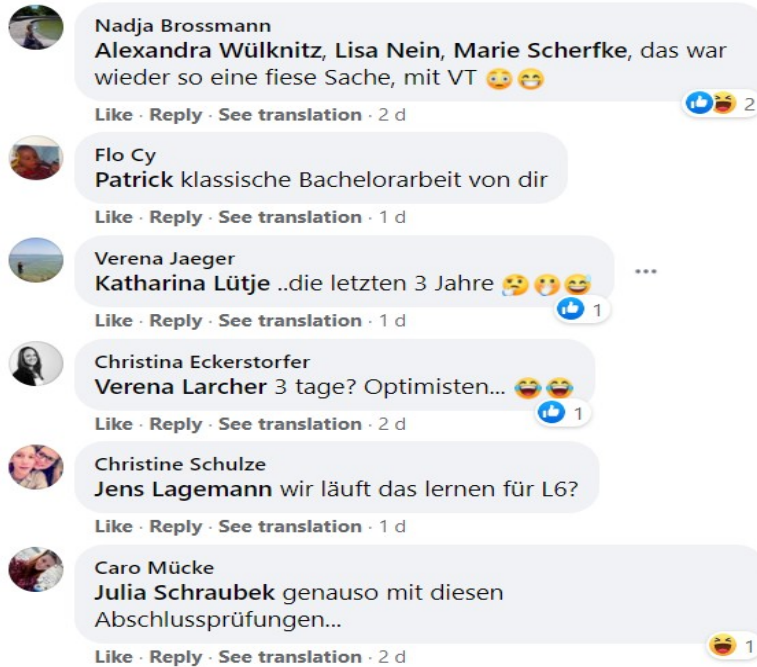 Nadja Brossmann
Alexandra Wülknitz, Lisa Nein, Marie Scherfke, das war
wieder so eine fiese Sache, mit VT 😳😁
Like · Reply · See translation · 2 d
2
Flo Cy
Patrick klassische Bachelorarbeit von dir
Like · Reply · See translation · 1 d
Verena Jaeger
Katharina Lütje ..die letzten 3 Jahre 🤔🤭😅
1
Like · Reply · See translation · 1 d
Christina Eckerstorfer
Verena Larcher 3 tage? Optimisten... 😂😂
1
Like · Reply · See translation · 2 d
Christine Schulze
Jens Lagemann wir läuft das lernen für L6?
Like · Reply · See translation · 1 d
Caro Mücke
Julia Schraubek genauso mit diesen
Abschlussprüfungen...
1
Like · Reply · See translation · 2 d